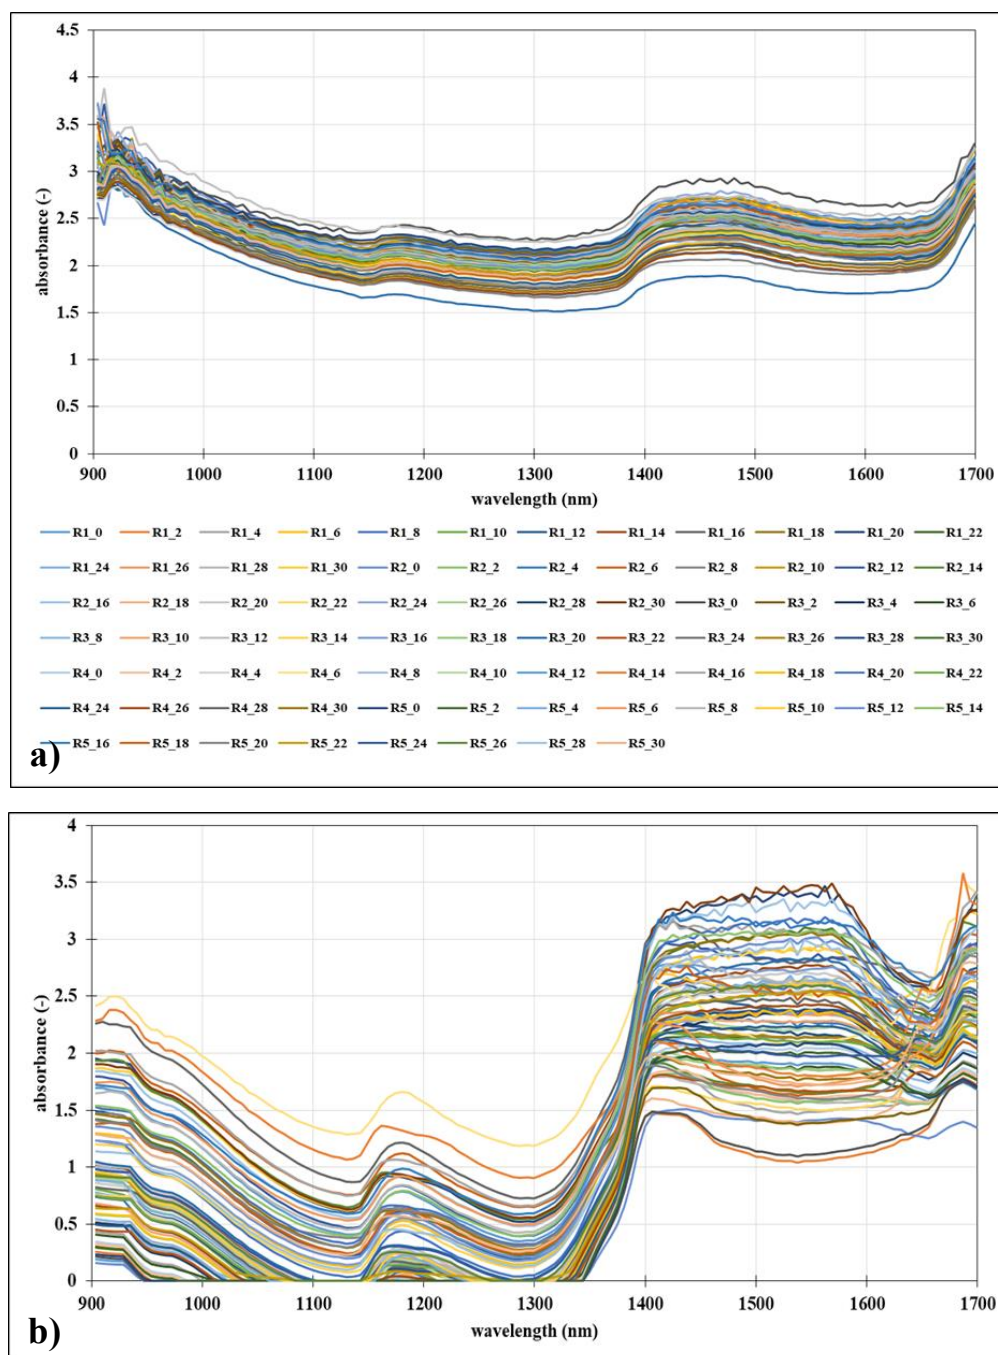 4.5
4
3.5
3
2.5
2
1.5
1
0.5
0
absorbance (-)
900 1000 1100 1200 1300 1400 1500 1600 1700
wavelength (nm)
R1_0 R1_2 R1_4 R1_6 R1_8 R1_10 R1_12 R1_14 R1_16 R1_18 R1_20 R1_22
R1_24 R1_26 R1_28 R1_30 R2_0 R2_2 R2_4 R2_6 R2_8 R2_10 R2_12 R2_14
R2_16 R2_18 R2_20 R2_22 R2_24 R2_26 R2_28 R2_30 R3_0 R3_2 R3_4 R3_6
R3_8 R3_10 R3_12 R3_14 R3_16 R3_18 R3_20 R3_22 R3_24 R3_26 R3_28 R3_30
R4_0 R4_2 R4_4 R4_6 R4_8 R4_10 R4_12 R4_14 R4_16 R4_18 R4_20 R4_22
R4_24 R4_26 R4_28 R4_30 R5_0 R5_2 R5_4 R5_6 R5_8 R5_10 R5_12 R5_14
R5_16 R5_18 R5_20 R5_22 R5_24 R5_26 R5_28 R5_30
a)
4
3.5
3
2.5
2
1.5
1
0.5
0
absorbance (-)
900 1000 1100 1200 1300 1400 1500 1600 1700
wavelength (nm)
b)